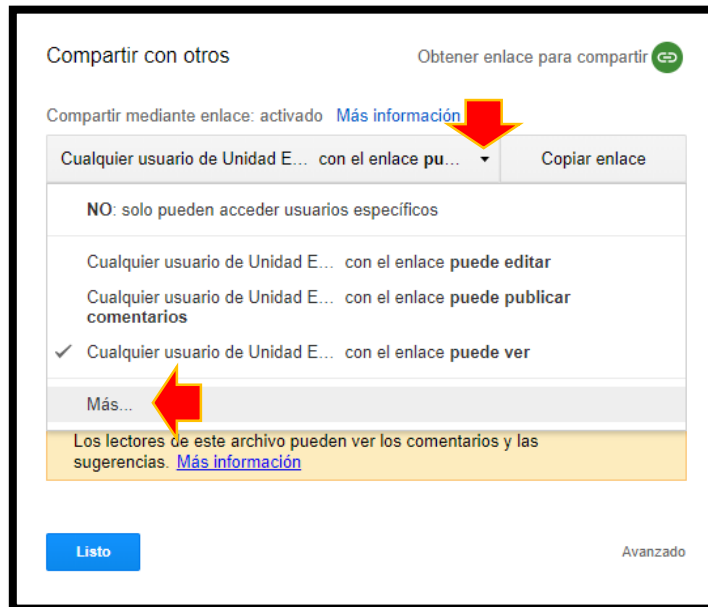 Compartir con otros
Obtener enlace para compartir
Compartir mediante enlace: activado Más información
Cualquier usuario de Unidad E... con el enlace pu...
Copiar enlace
NO: solo pueden acceder usuarios específicos
Cualquier usuario de Unidad E... con el enlace puede editar
Cualquier usuario de Unidad E... con el enlace puede publicar
comentarios
Cualquier usuario de Unidad E... con el enlace puede ver
Más...
Los lectores de este archivo pueden ver los comentarios y las
sugerencias. Más información
Listo
Avanzado